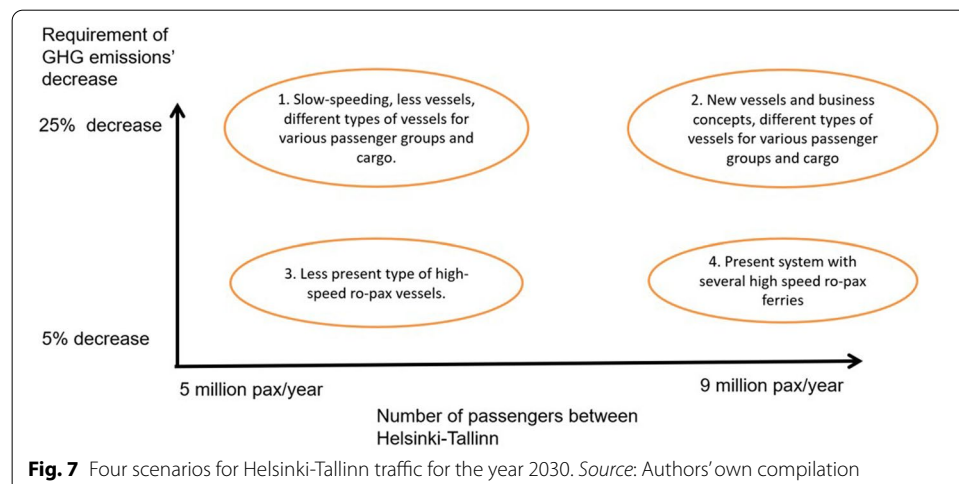 Requirement of
GHG emissions'
decrease
25% decrease
1. Slow-speeding, less vessels,
different types of vessels for
various passenger groups and
cargo.
2. New vessels and business
concepts, different types of
vessels for various passenger
groups and cargo
3. Less present type of high-
speed ro-pax vessels.
4. Present system with
several high speed ro-pax
ferries
5% decrease
5 million pax/year
9 million pax/year
Number of passengers between
Helsinki-Tallinn
Fig. 7 Four scenarios for Helsinki-Tallinn traffic for the year 2030. Source: Authors' own compilation